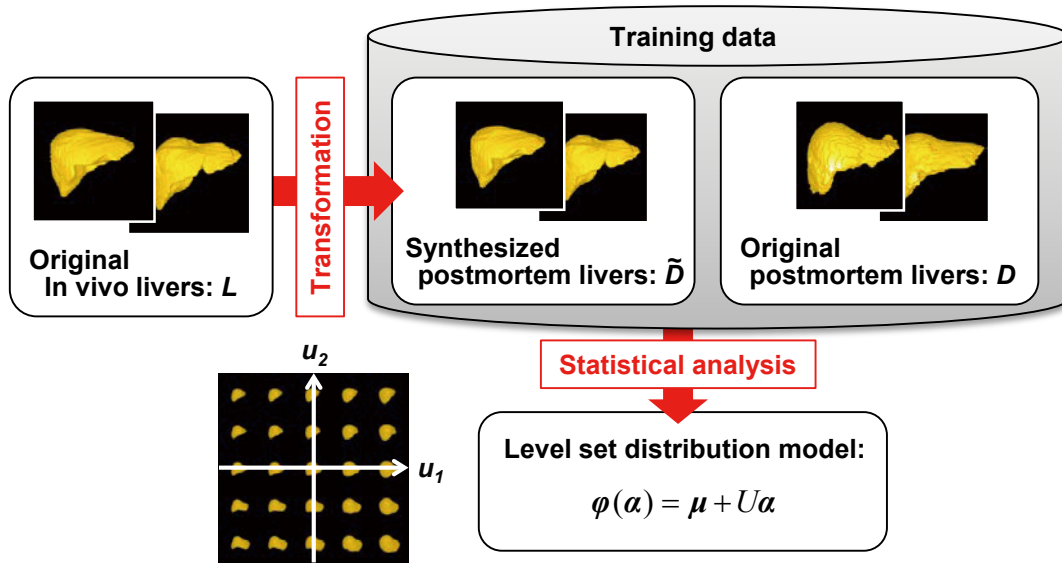 Training data
Original
In vivo livers: L
Transformation
Synthesized
postmortem livers: D̃
Original
postmortem livers: D
Statistical analysis
u₂
u₁
Level set distribution model:
φ(α) = μ + Uα